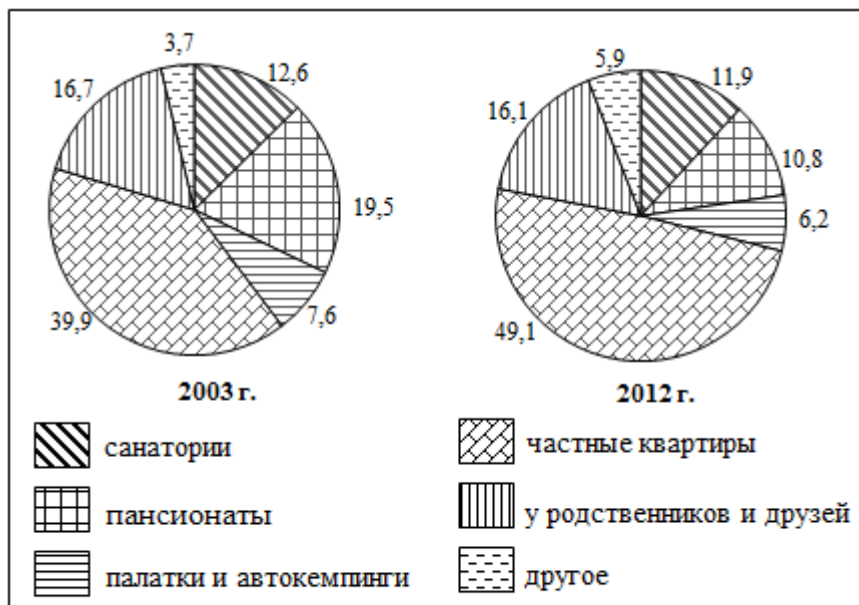 3,7
12,6
16,7
19,5
39,9
7,6
2003 г.
5,9
11,9
16,1
10,8
6,2
49,1
2012 г.
санатории
частные квартиры
пансионаты
у родственников и друзей
палатки и автокемпинги
другое